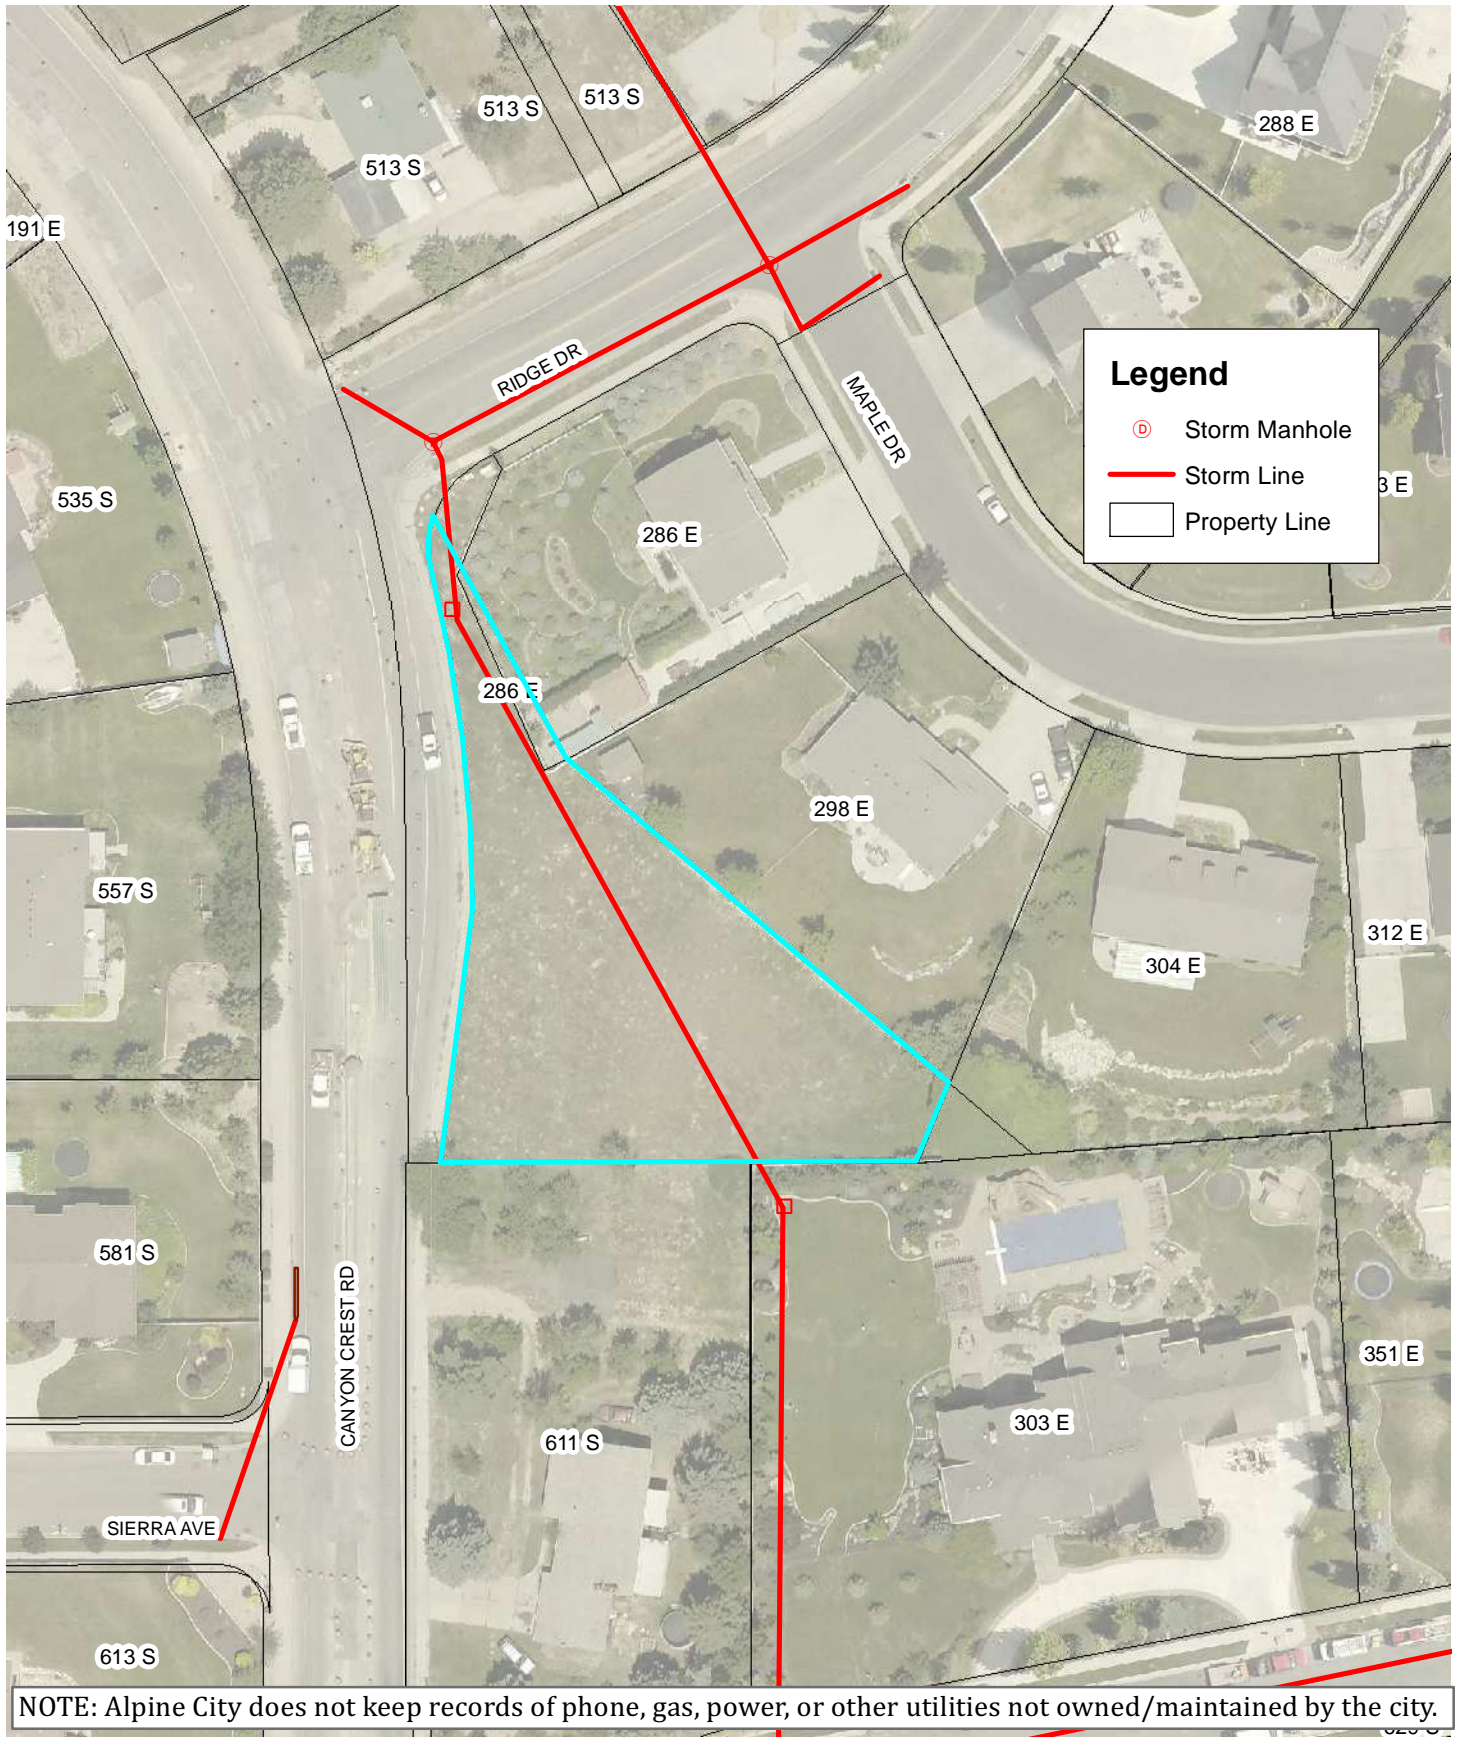 513 S
513 S
288 E
513 S
191 E
RIDGE DR
Legend
MAPLE DR
D Storm Manhole
Storm Line
3 E
535 S
Property Line
286 E
286 E
298 E
557 S
312 E
304 E
581 S
CANYON CREST RD
351 E
303 E
611 S
SIERRA AVE
613 S
NOTE: Alpine City does not keep records of phone, gas, power, or other utilities not owned/maintained by the city.